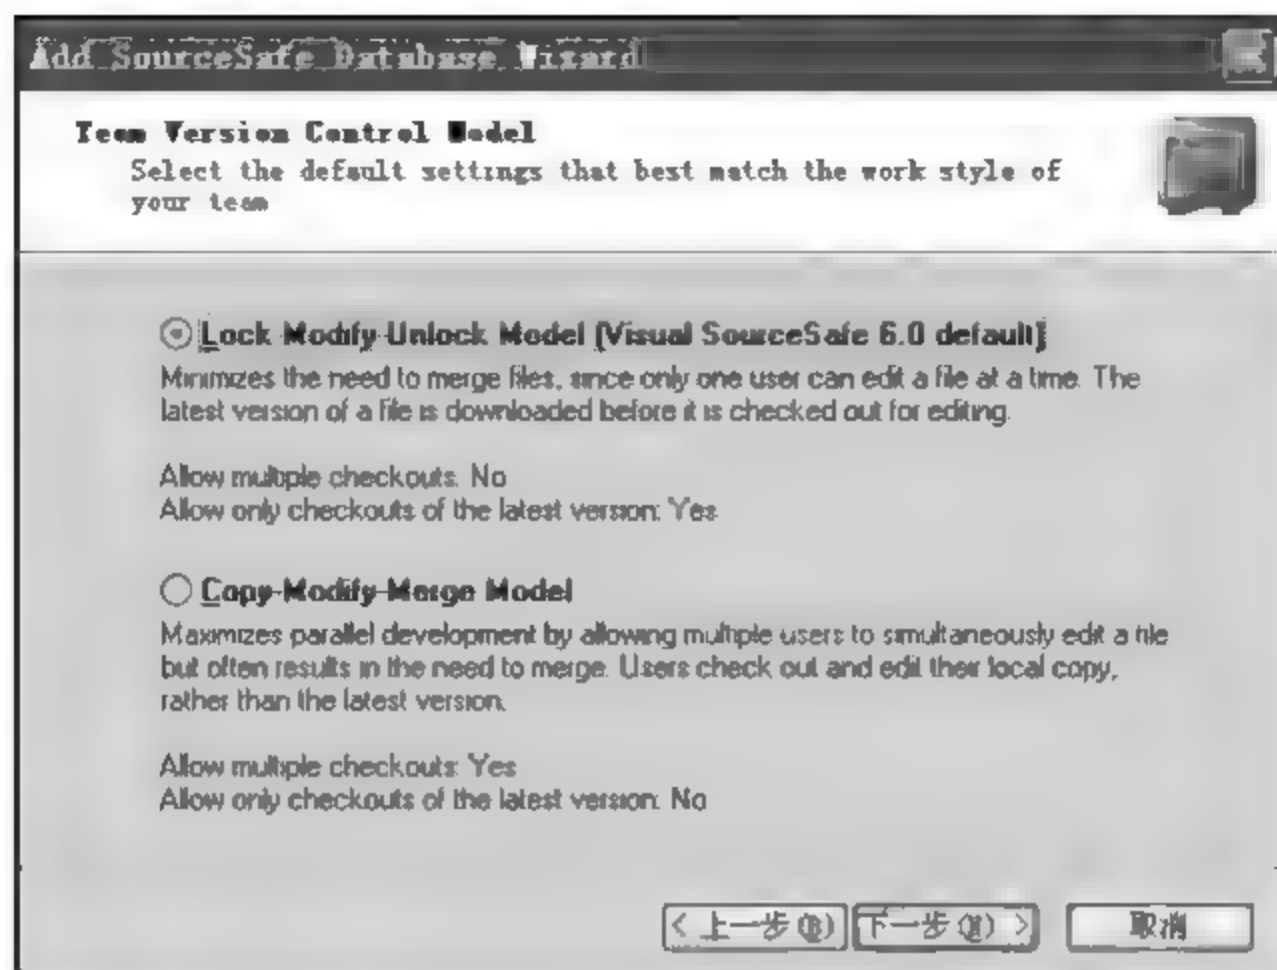 Add SourceSafe Database Wizard
Team Version Control Model
Select the default settings that best match the work style of
your team
Lock-Modify-Unlock Model (Visual SourceSafe 6.0 default)
Minimizes the need to merge files, since only one user can edit a file at a time. The
latest version of a file is downloaded before it is checked out for editing.
Allow multiple checkouts: No
Allow only checkouts of the latest version: Yes
Copy-Modify-Merge Model
Maximizes parallel development by allowing multiple users to simultaneously edit a file
but often results in the need to merge. Users check out and edit their local copy,
rather than the latest version.
Allow multiple checkouts: Yes
Allow only checkouts of the latest version: No
< 上一步(B) 下一步(N) > 取消